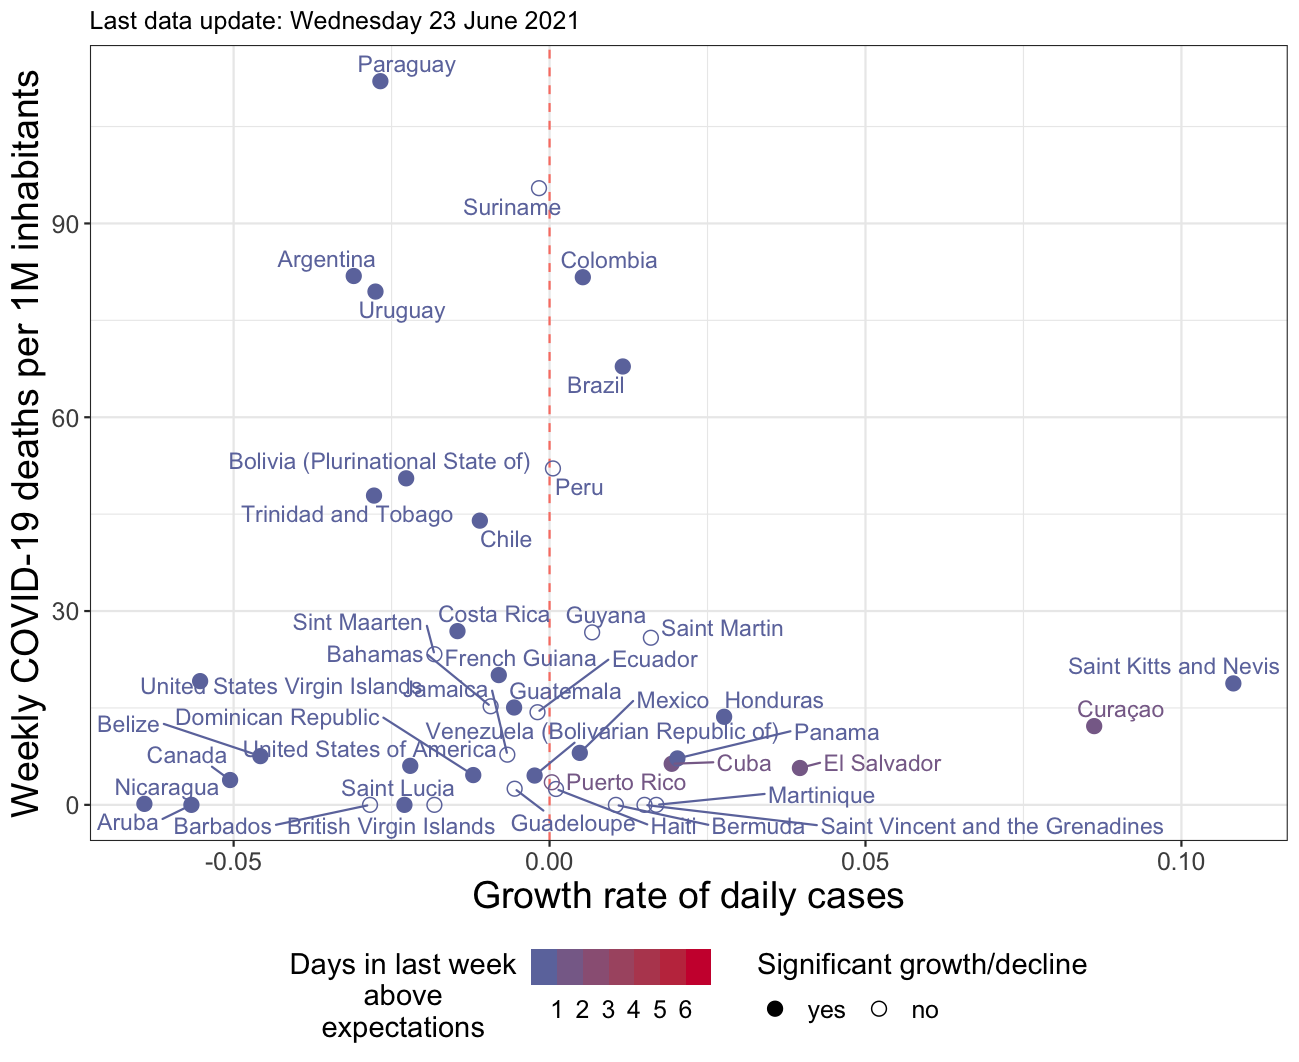 Last data update: Wednesday 23 June 2021
Weekly COVID-19 deaths per 1M inhabitants
Paraguay
Suriname
90
Argentina
Colombia
Uruguay
Brazil
60
Bolivia (Plurinational State of)
Peru
Trinidad and Tobago
Chile
30
Costa Rica
Guyana
Sint Maarten
Saint Martin
Bahamas
French Guiana
Ecuador
Saint Kitts and Nevis
United States Virgin Islands
Jamaica
Guatemala
Mexico
Honduras
Curaçao
Belize
Dominican Republic
Venezuela (Bolivarian Republic of)
Panama
Canada
United States of America
Cuba
El Salvador
Nicaragua
Saint Lucia
Puerto Rico
Martinique
0
Aruba
Barbados
British Virgin Islands
Guadeloupe
Haiti
Bermuda
Saint Vincent and the Grenadines
-0.05 0.00 0.05 0.10
Growth rate of daily cases
Days in last week
above
expectations
1 2 3 4 5 6
Significant growth/decline
yes no